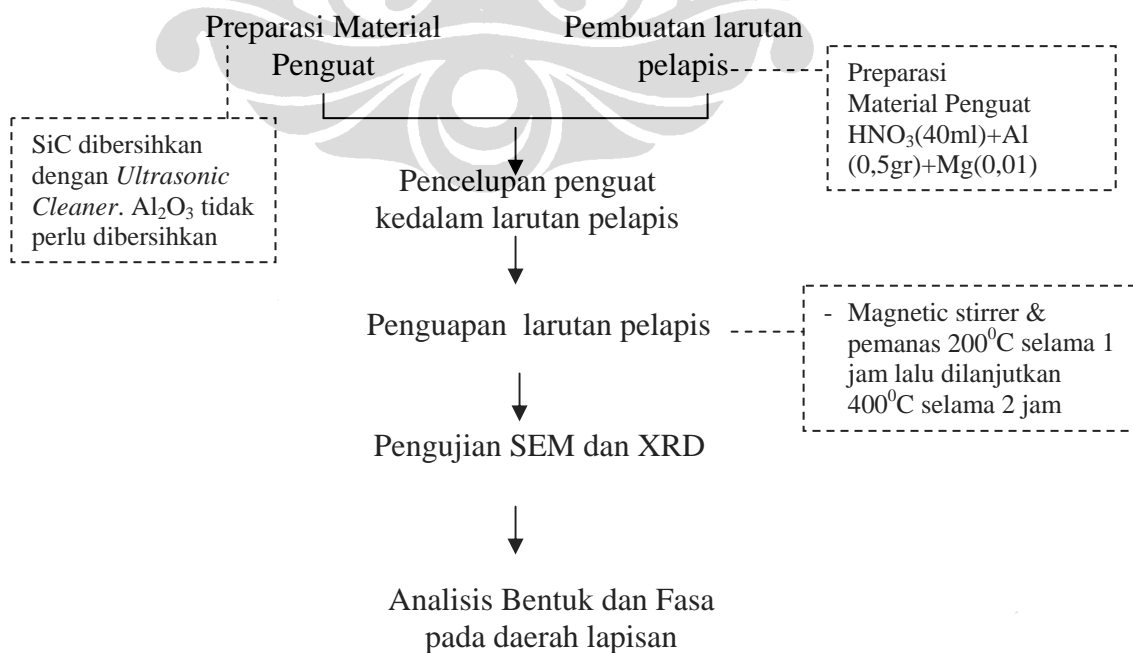 Preparasi Material
Penguat
Pembuatan larutan
pelapis
Preparasi
Material Penguat
HNO₃(40ml)+Al
(0,5gr)+Mg(0,01)
SiC dibersihkan
dengan Ultrasonic
Cleaner. Al₂O₃ tidak
perlu dibersihkan
Pencelupan penguat
kedalam larutan pelapis
Penguapan larutan pelapis
- Magnetic stirrer &
pemanas 200⁰C selama 1
jam lalu dilanjutkan
400⁰C selama 2 jam
Pengujian SEM dan XRD
Analisis Bentuk dan Fasa
pada daerah lapisan